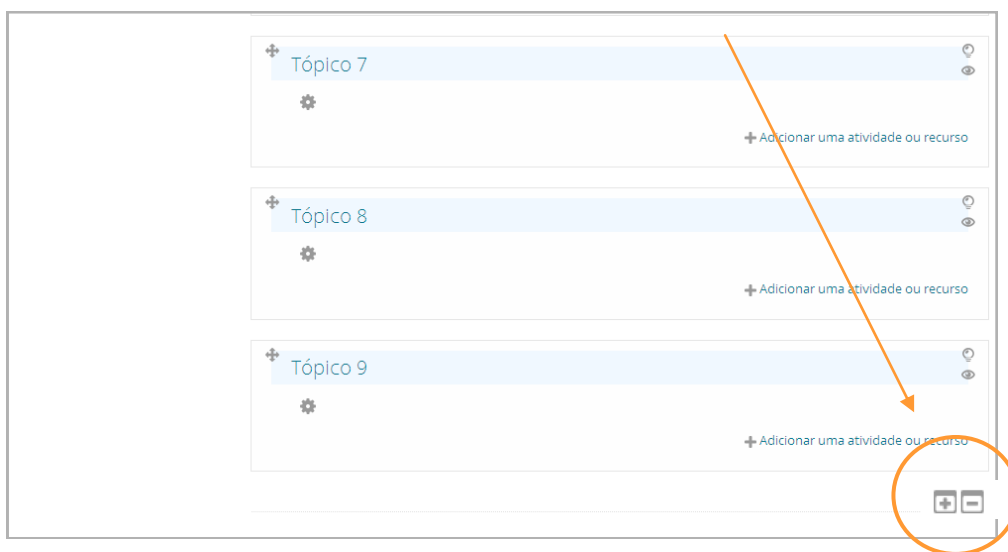 Tópico 7
Adicionar uma atividade ou recurso
Tópico 8
Adicionar uma atividade ou recurso
Tópico 9
Adicionar uma atividade ou recurso